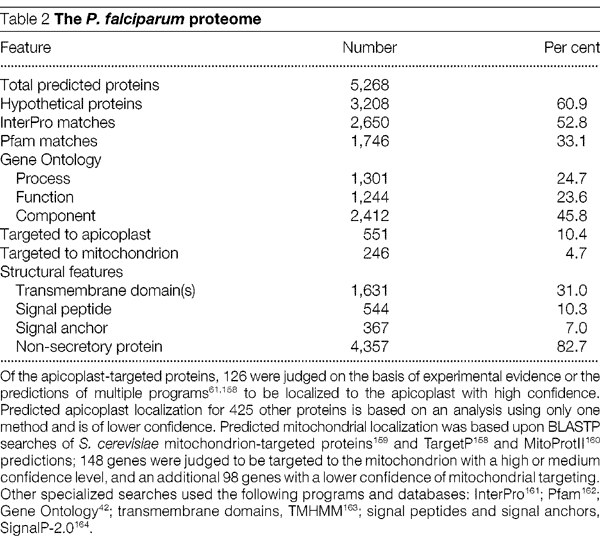 Table 2 The P. falciparum proteome
Feature Number Per cent
Total predicted proteins 5,268
Hypothetical proteins 3,208 60.9
InterPro matches 2,650 52.8
Pfam matches 1,746 33.1
Gene Ontology
Process 1,301 24.7
Function 1,244 23.6
Component 2,412 45.8
Targeted to apicoplast 551 10.4
Targeted to mitochondrion 246 4.7
Structural features
Transmembrane domain(s) 1,631 31.0
Signal peptide 544 10.3
Signal anchor 367 7.0
Non-secretory protein 4,357 82.7
Of the apicoplast-targeted proteins, 126 were judged on the basis of experimental evidence or the
predictions of multiple programs61,158 to be localized to the apicoplast with high confidence.
Predicted apicoplast localization for 425 other proteins is based on an analysis using only one
method and is of lower confidence. Predicted mitochondrial localization was based upon BLASTP
searches of S. cerevisiae mitochondrion-targeted proteins159 and TargetP158 and MitoProtII160
predictions; 148 genes were judged to be targeted to the mitochondrion with a high or medium
confidence level, and an additional 98 genes with a lower confidence of mitochondrial targeting.
Other specialized searches used the following programs and databases: InterPro161; Pfam162;
Gene Ontology42; transmembrane domains, TMHMM163; signal peptides and signal anchors,
SignalP-2.0164.